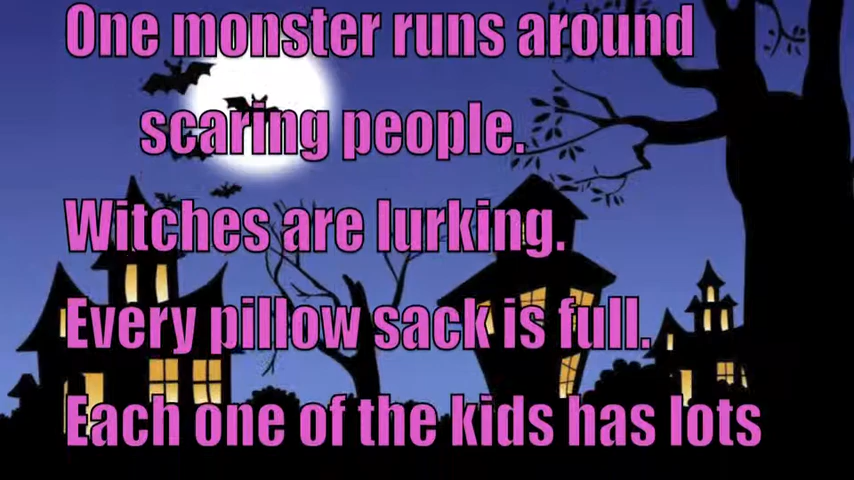 One monster runs around
scaring people.
Witches are lurking.
Every pillow sack is full.
Each one of the kids has lots